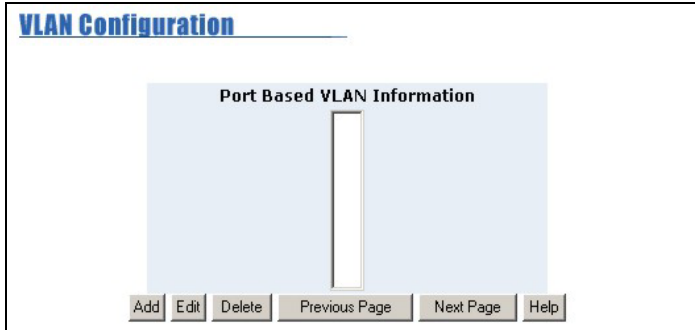 VLAN Configuration
Port Based VLAN Information
Add Edit Delete Previous Page Next Page Help